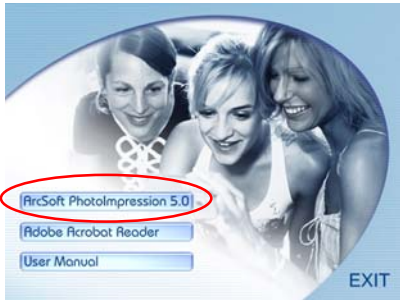 ArcSoft PhotoImpression 5.0
Adobe Acrobat Reader
User Manual
EXIT